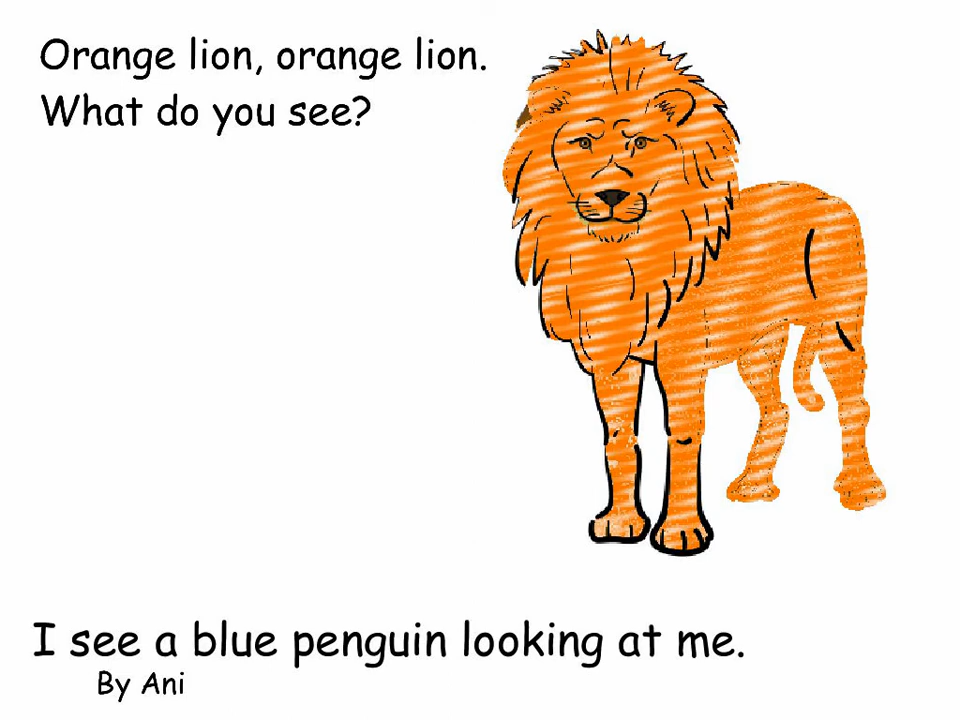 Orange lion, orange lion.
What do you see?
I see a blue penguin looking at me.
By Ani